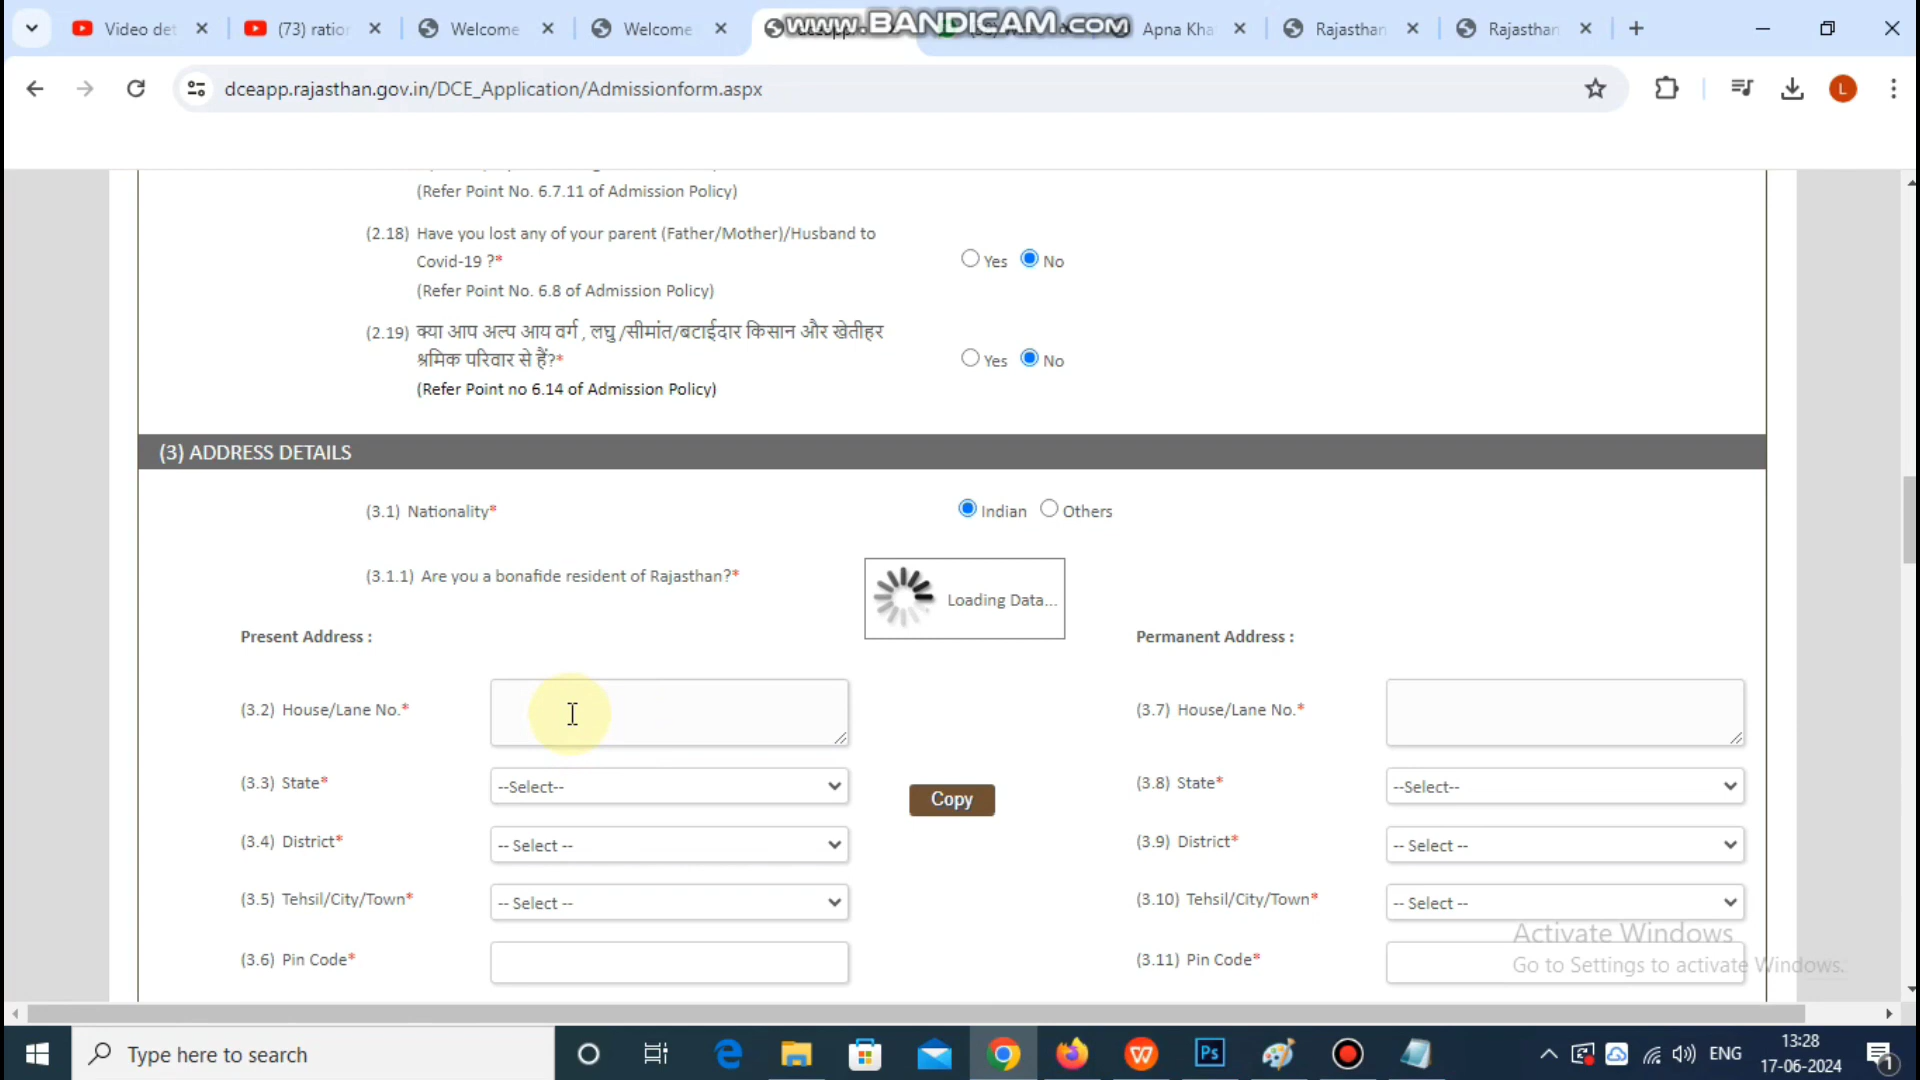 Video det
(73) ration
Welcome
Welcome
www.BANDICAM.com
Apna Kha
Rajasthan
Rajasthan
dceapp.rajasthan.gov.in/DCE_Application/Admissionform.aspx
L
(Refer Point No. 6.7.11 of Admission Policy)
(2.18) Have you lost any of your parent (Father/Mother)/Husband to
Covid-19 ?*
Yes No
(Refer Point No. 6.8 of Admission Policy)
(2.19) क्या आप अल्प आय वर्ग , लघु /सीमांत/बटाईदार किसान और खेतीहर
श्रमिक परिवार से हैं?*
Yes No
(Refer Point no 6.14 of Admission Policy)
(3) ADDRESS DETAILS
(3.1) Nationality* Indian Others
(3.1.1) Are you a bonafide resident of Rajasthan?*
Loading Data...
Present Address : Permanent Address :
(3.2) House/Lane No.* (3.7) House/Lane No.*
(3.3) State* --Select-- Copy (3.8) State* --Select--
(3.4) District* -- Select -- (3.9) District* -- Select --
(3.5) Tehsil/City/Town* -- Select -- (3.10) Tehsil/City/Town* -- Select --
(3.6) Pin Code* (3.11) Pin Code*
Activate Windows
Go to Settings to activate Windows.
Type here to search
Ps
ENG
13:28
17-06-2024
1